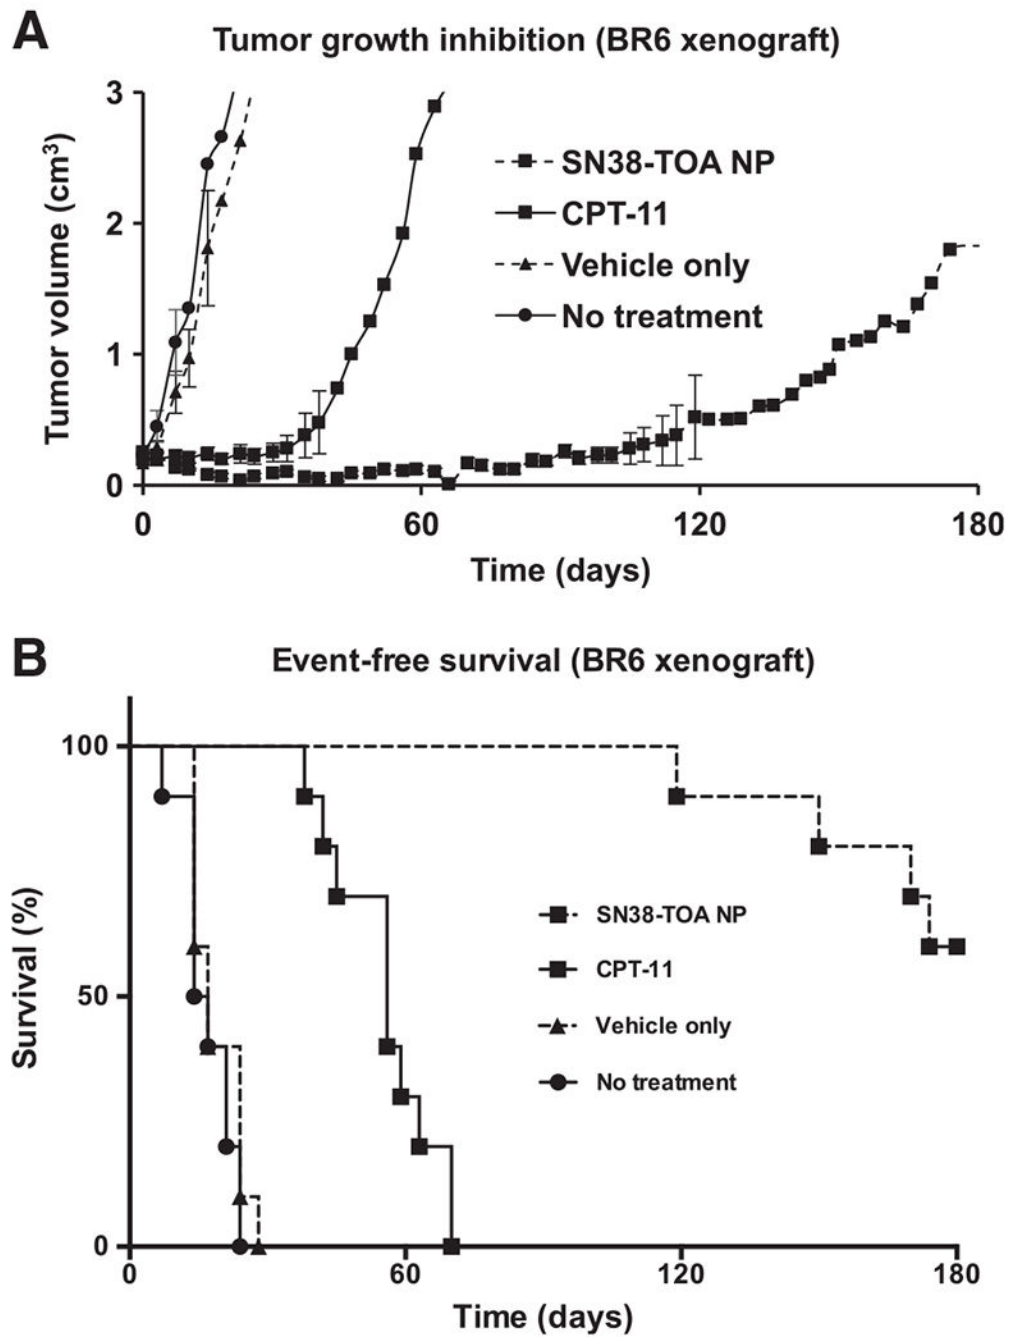 A
Tumor growth inhibition (BR6 xenograft)
Tumor volume (cm³)
3
2
1
0
SN38-TOA NP
CPT-11
Vehicle only
No treatment
0 60 120 180
Time (days)
B
Event-free survival (BR6 xenograft)
Survival (%)
100
50
0
SN38-TOA NP
CPT-11
Vehicle only
No treatment
0 60 120 180
Time (days)